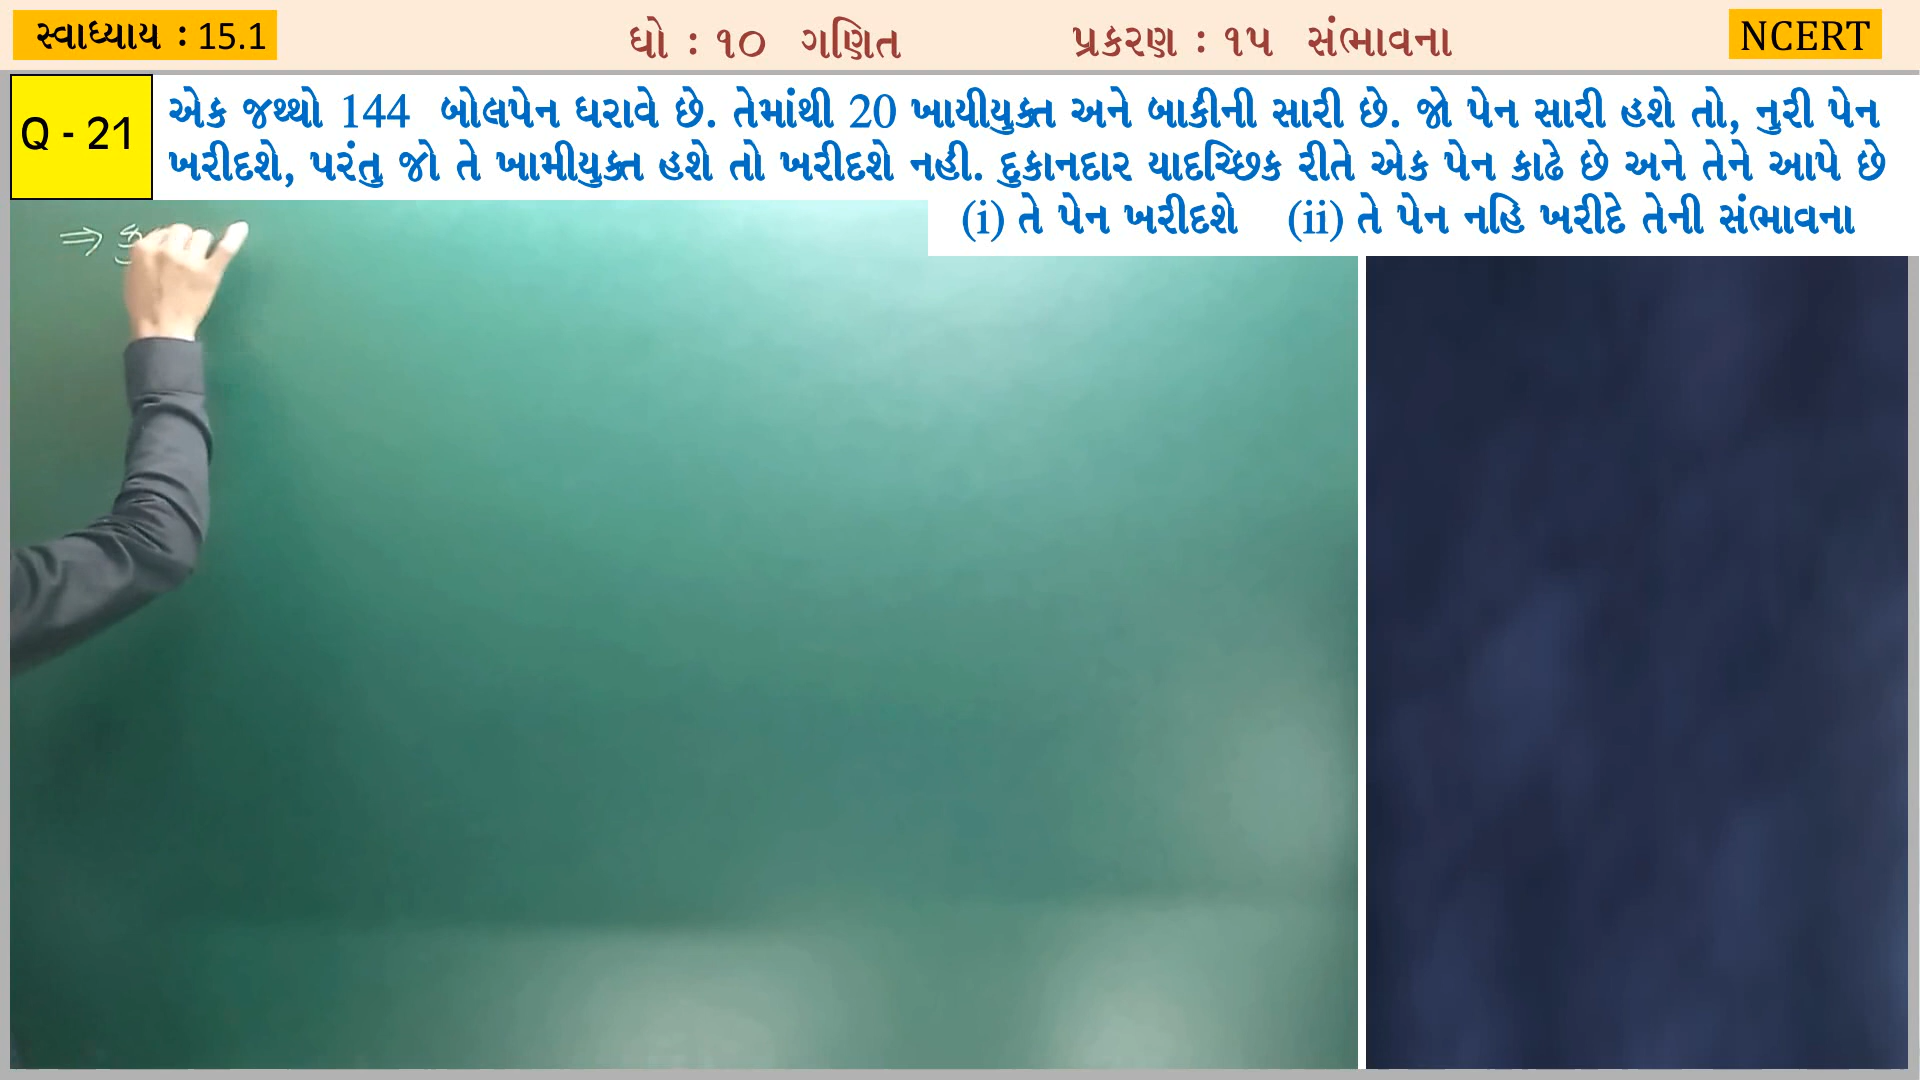 સ્વાધ્યાય : 15.1
ધો : ૧૦ ગણિત
પ્રકરણ : ૧૫ સંભાવના
NCERT
Q - 21
એક જથ્થો 144 બોલપેન ધરાવે છે. તેમાંથી 20 ખાયીયુક્ત અને બાકીની સારી છે. જો પેન સારી હશે તો, નુરી પેન
ખરીદશે, પરંતુ જો તે ખામીયુક્ત હશે તો ખરીદશે નહી. દુકાનદાર યાદચ્છિક રીતે એક પેન કાઢે છે અને તેને આપે છે
(i) તે પેન ખરીદશે (ii) તે પેન નહિ ખરીદે તેની સંભાવના
⇒